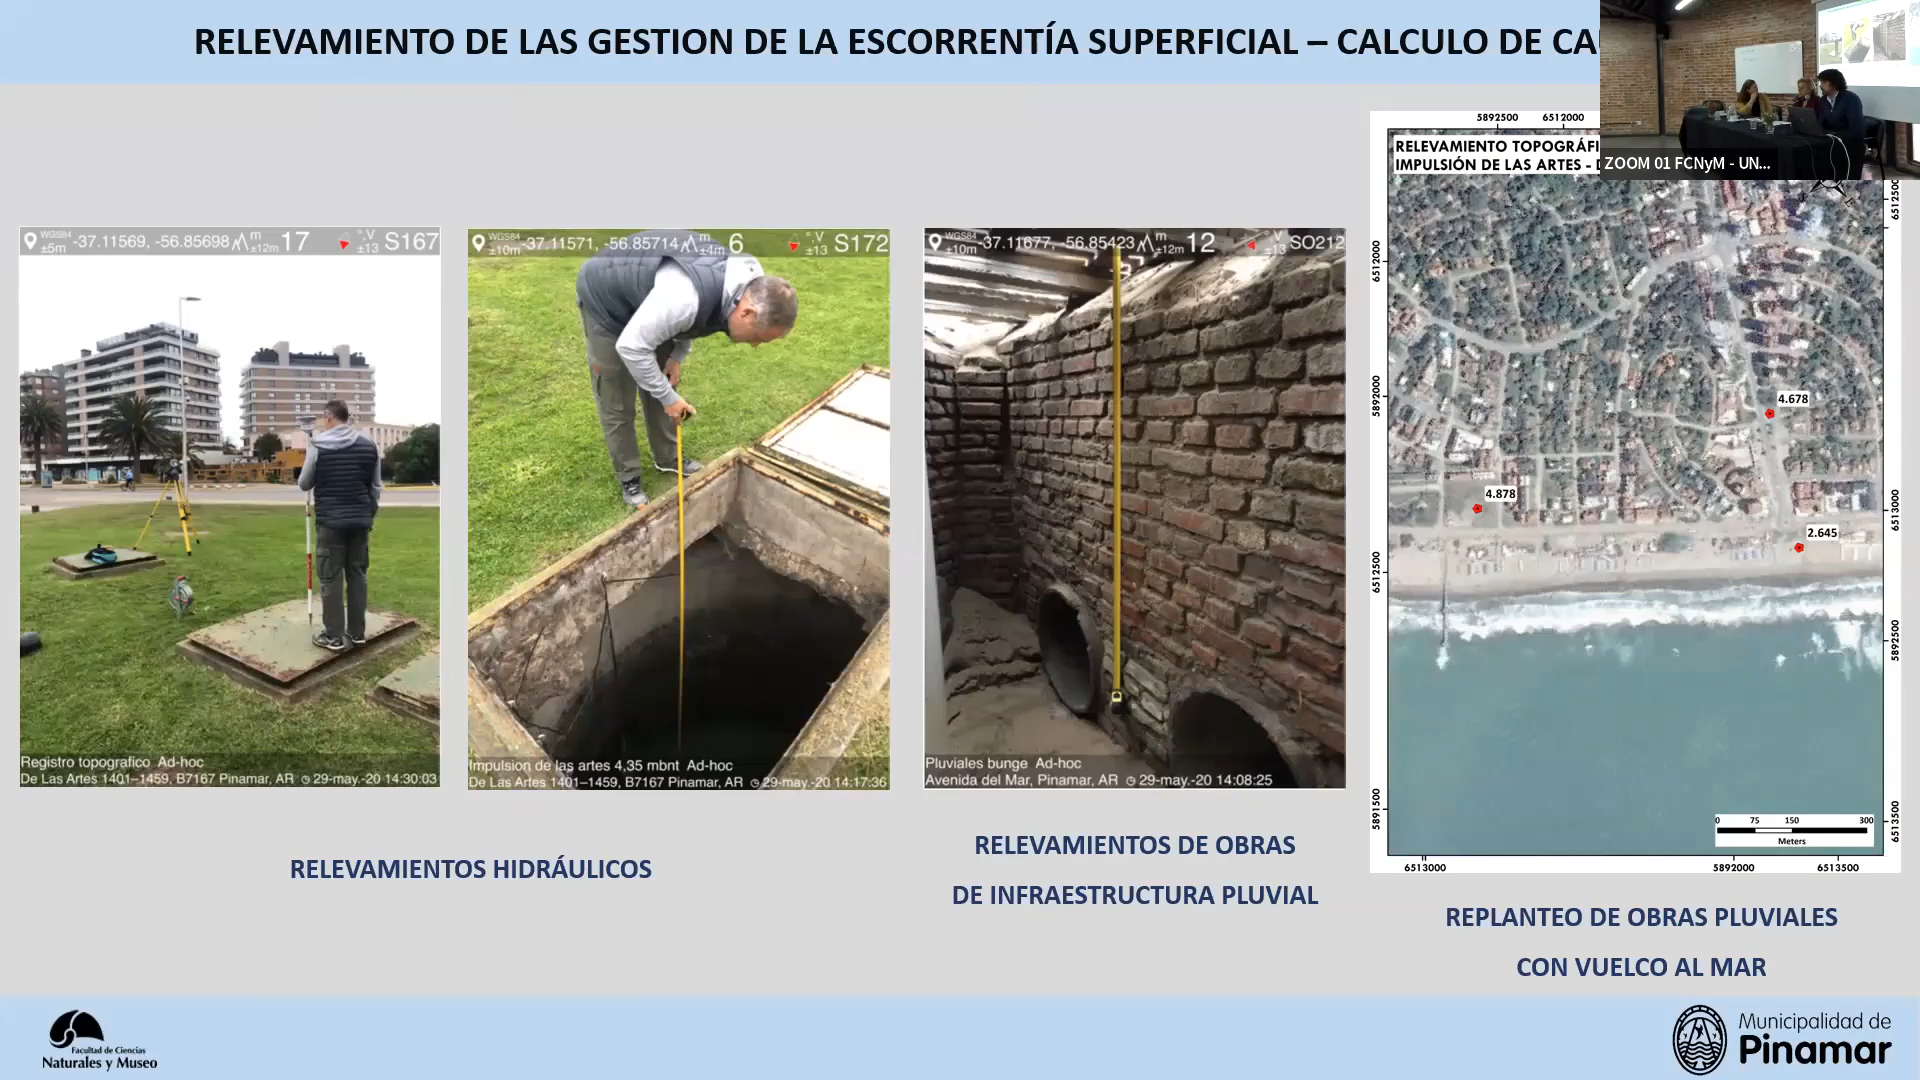 RELEVAMIENTO DE LAS GESTION DE LA ESCORRENTÍA SUPERFICIAL – CALCULO DE CA
ZOOM 01 FCNyM - UN...
WGS84 ±5m -37.11569, -56.85698 m ±12m 17 °,V ±13 S167
Registro topografico Ad-hoc
De Las Artes 1401–1459, B7167 Pinamar, AR 29-may.-20 14:30:03
WGS84 ±10m -37.11571, -56.85714 m ±4m 6 °,V ±13 S172
Impulsion de las artes 4,35 mbnt Ad-hoc
De Las Artes 1401–1459, B7167 Pinamar, AR 29-may.-20 14:17:36
RELEVAMIENTOS HIDRÁULICOS
WGS84 ±10m -37.11677, -56.85423 m ±12m 12 °,V ±13 SO212
Pluviales bunge Ad-hoc
Avenida del Mar, Pinamar, AR 29-may.-20 14:08:25
RELEVAMIENTOS DE OBRAS
DE INFRAESTRUCTURA PLUVIAL
5892500 6512000
RELEVAMIENTO TOPOGRÁFI
IMPULSIÓN DE LAS ARTES -
6512000
5892000
6512500
5891500
6512500
6513000
5892500
6513500
4.678
4.878
2.645
0 75 150 300
Meters
6513000 5892000 6513500
REPLANTEO DE OBRAS PLUVIALES
CON VUELCO AL MAR
Facultad de Ciencias
Naturales y Museo
Municipalidad de
Pinamar